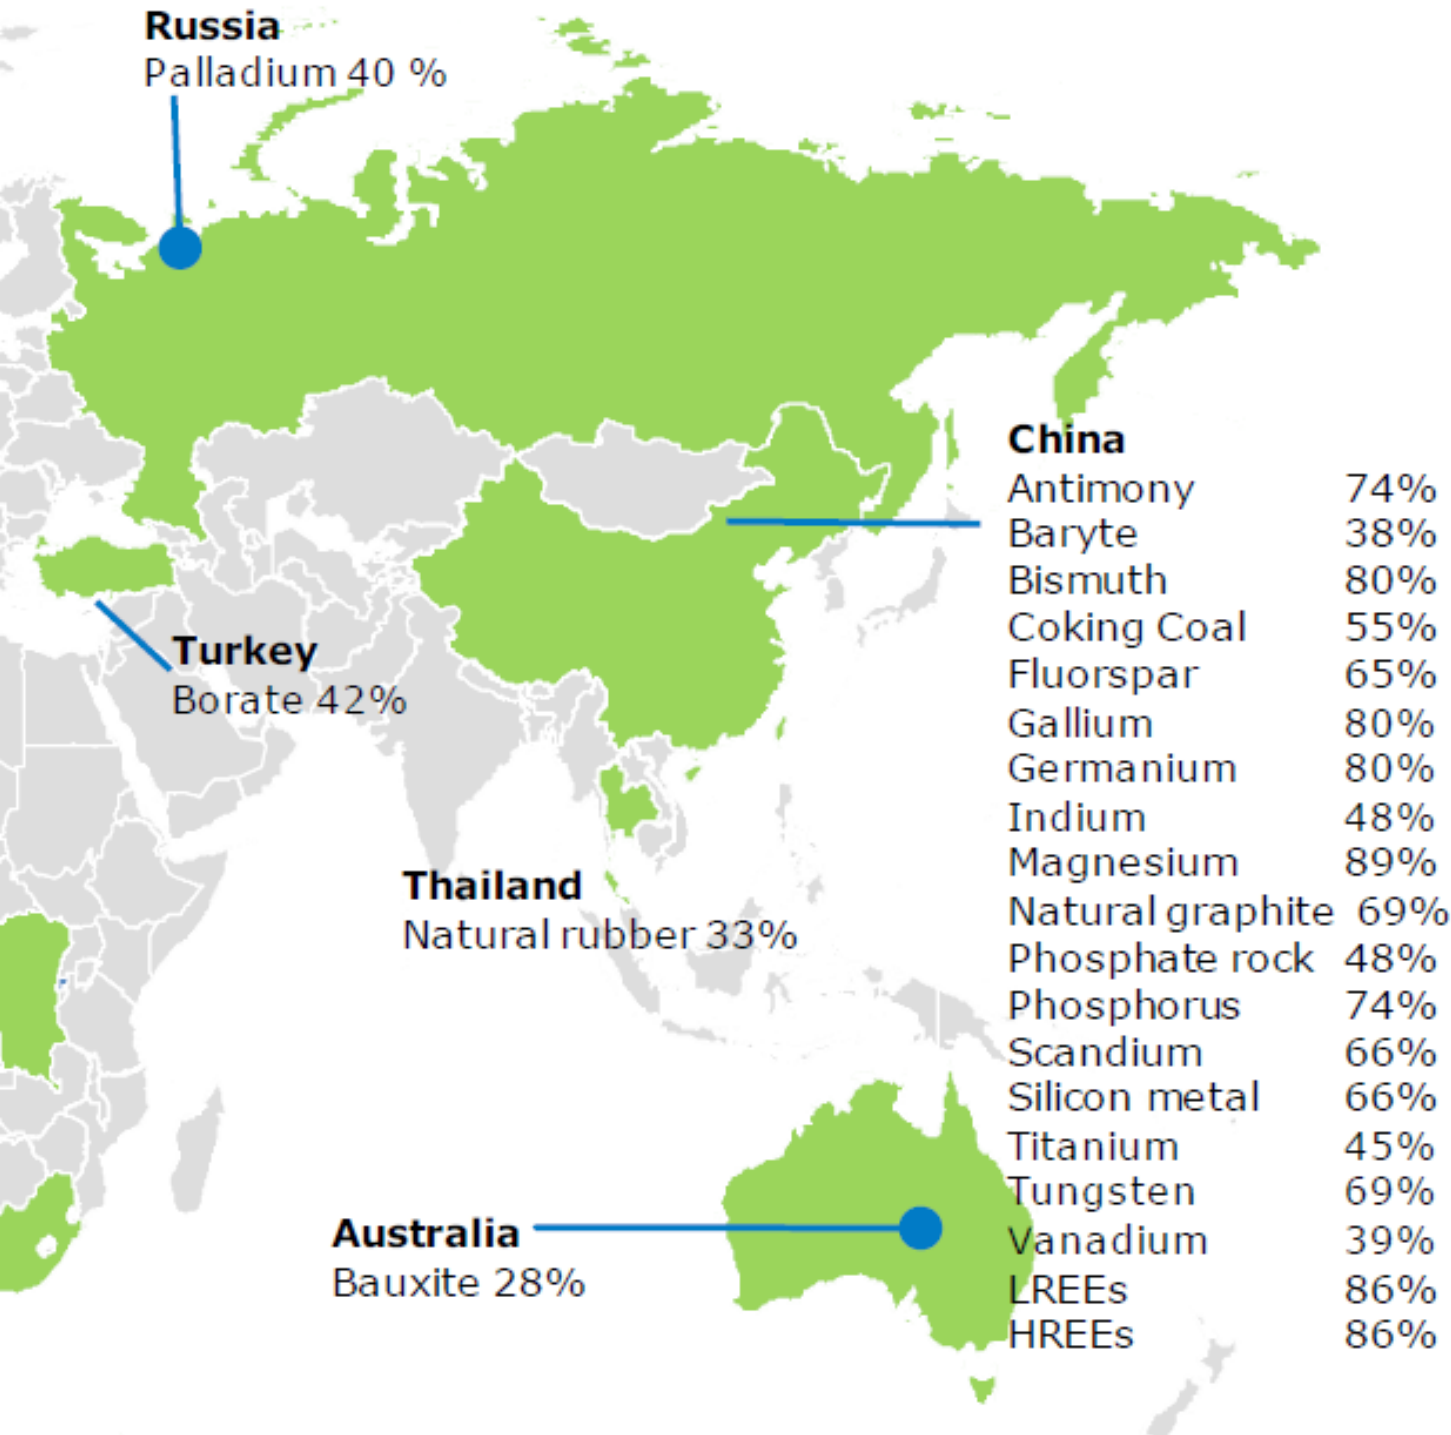 Russia
Palladium 40 %
China
Antimony 74%
Baryte 38%
Bismuth 80%
Coking Coal 55%
Fluorspar 65%
Gallium 80%
Germanium 80%
Indium 48%
Magnesium 89%
Natural graphite 69%
Phosphate rock 48%
Phosphorus 74%
Scandium 66%
Silicon metal 66%
Titanium 45%
Tungsten 69%
Vanadium 39%
LREEs 86%
HREEs 86%
Turkey
Borate 42%
Thailand
Natural rubber 33%
Australia
Bauxite 28%